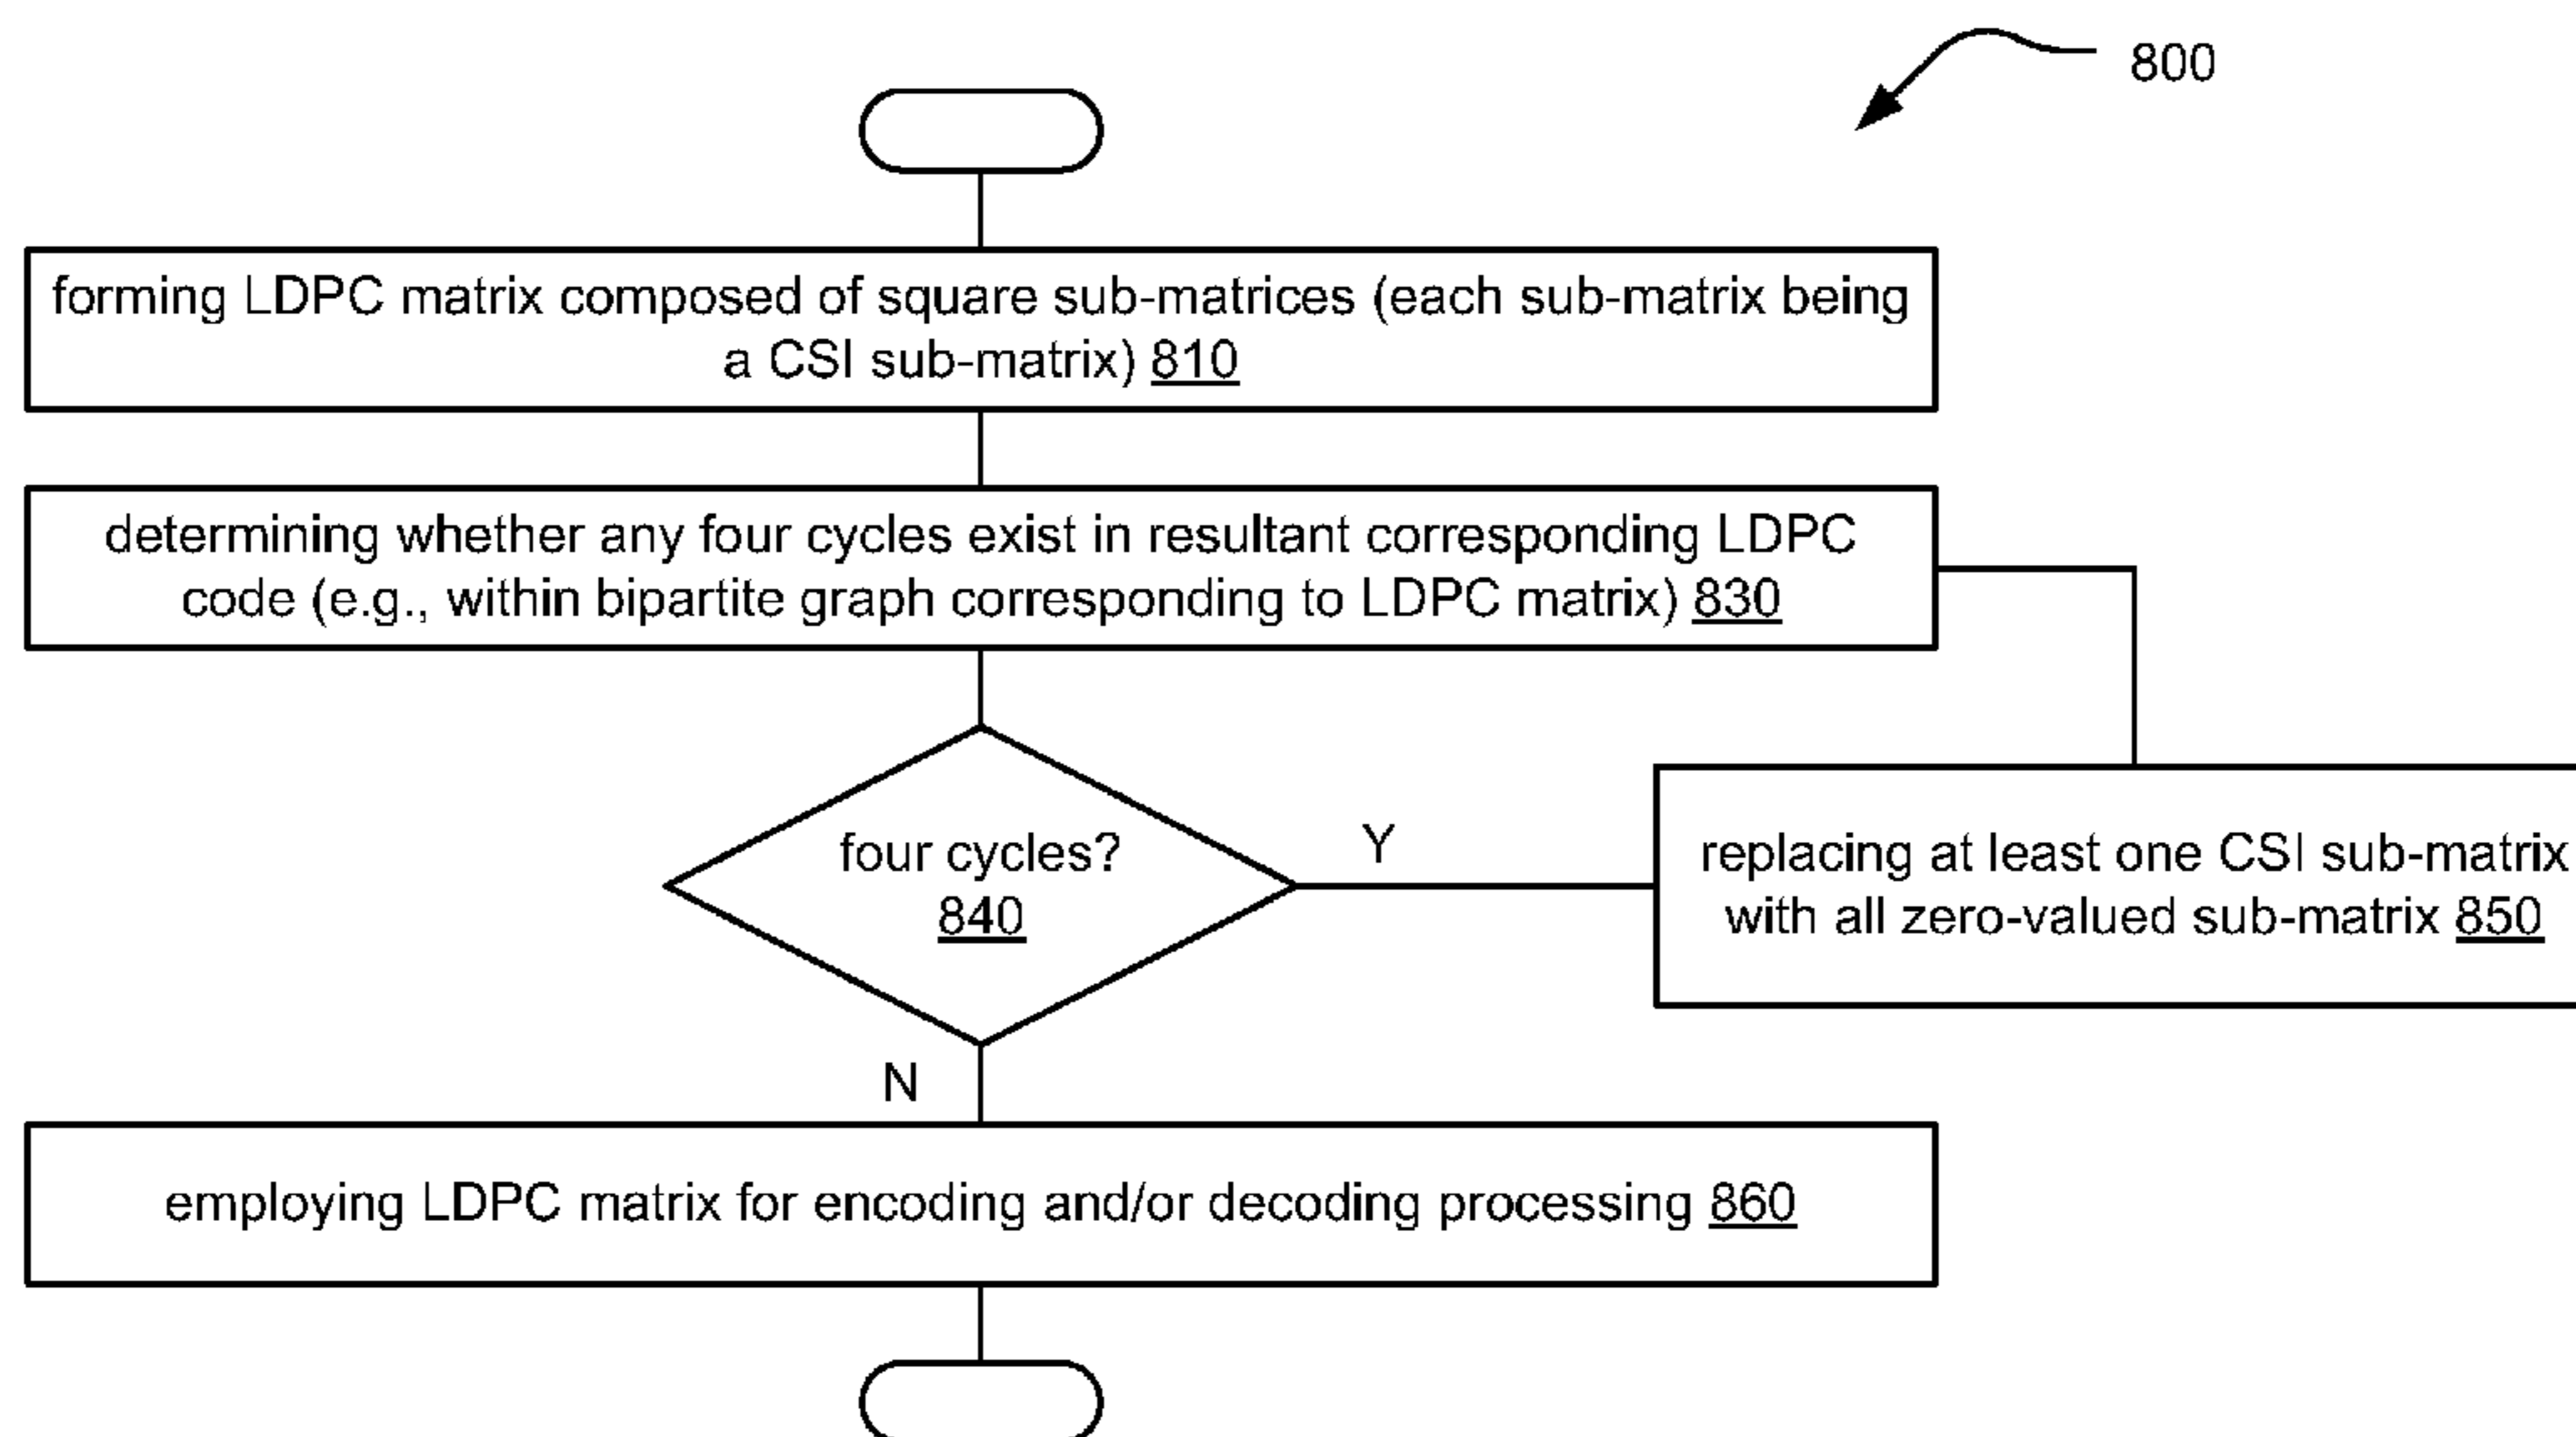 800
forming LDPC matrix composed of square sub-matrices (each sub-matrix being
a CSI sub-matrix) 810
determining whether any four cycles exist in resultant corresponding LDPC
code (e.g., within bipartite graph corresponding to LDPC matrix) 830
four cycles?
840
Y
replacing at least one CSI sub-matrix
with all zero-valued sub-matrix 850
N
employing LDPC matrix for encoding and/or decoding processing 860